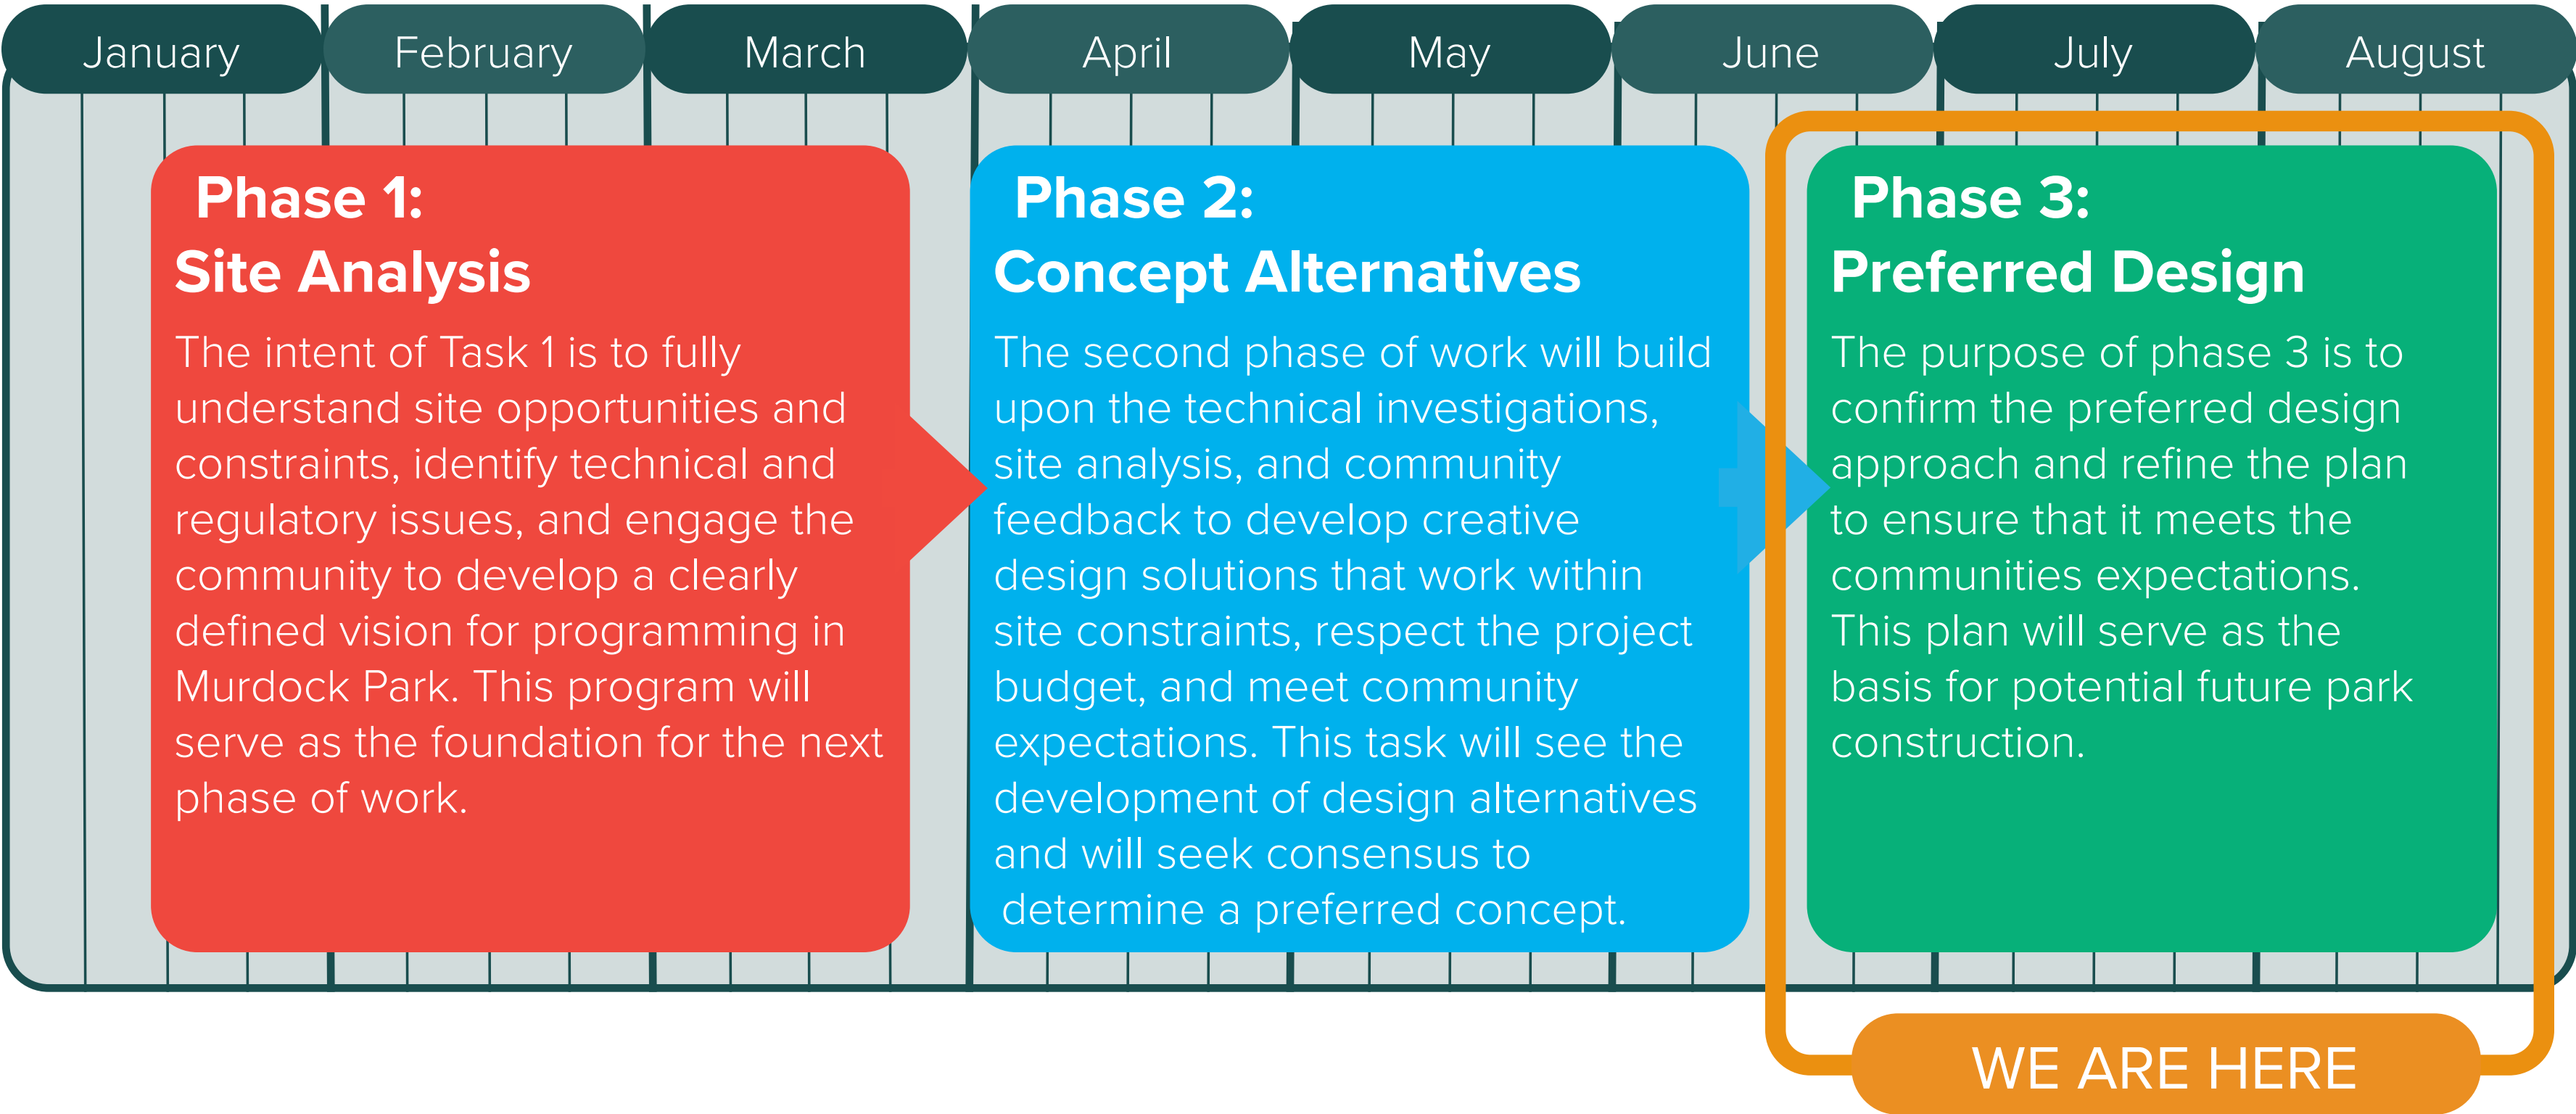 January
February
March
April
May
June
July
August
Phase 1:
Site Analysis
The intent of Task 1 is to fully
understand site opportunities and
constraints, identify technical and
regulatory issues, and engage the
community to develop a clearly
defined vision for programming in
Murdock Park. This program will
serve as the foundation for the next
phase of work.
Phase 2:
Concept Alternatives
The second phase of work will build
upon the technical investigations,
site analysis, and community
feedback to develop creative
design solutions that work within
site constraints, respect the project
budget, and meet community
expectations. This task will see the
development of design alternatives
and will seek consensus to
determine a preferred concept.
Phase 3:
Preferred Design
The purpose of phase 3 is to
confirm the preferred design
approach and refine the plan
to ensure that it meets the
communities expectations.
This plan will serve as the
basis for potential future park
construction.
WE ARE HERE